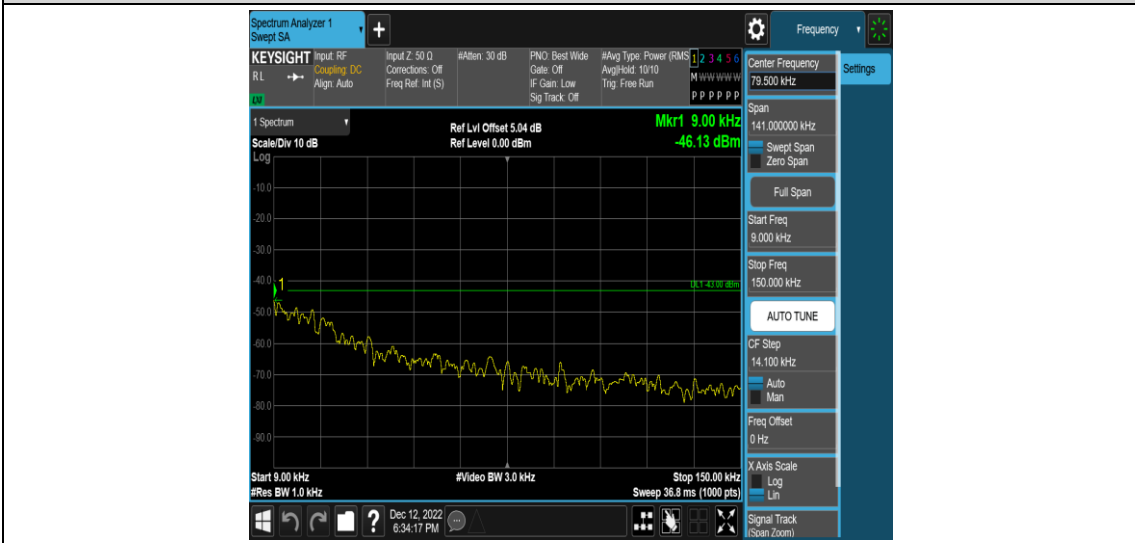 Spectrum Analyzer 1
Swept SA
+
Frequency
KEYSIGHT
RL
LXI
Input: RF
Coupling: DC
Align: Auto
Input Z: 50 Ω
Corrections: Off
Freq Ref: Int (S)
#Atten: 30 dB
PNO: Best Wide
Gate: Off
IF Gain: Low
Sig Track: Off
#Avg Type: Power (RMS
Avg|Hold: 10/10
Trig: Free Run
1 2 3 4 5 6
M W W W W W
P P P P P P
1 Spectrum
Scale/Div 10 dB
Log
Ref Lvl Offset 5.04 dB
Ref Level 0.00 dBm
Mkr1 9.00 kHz
-46.13 dBm
-10.0
-20.0
-30.0
-40.0
-50.0
-60.0
-70.0
-80.0
-90.0
1
DL1 -43.00 dBm
Start 9.00 kHz
#Res BW 1.0 kHz
#Video BW 3.0 kHz
Stop 150.00 kHz
Sweep 36.8 ms (1000 pts)
?
Dec 12, 2022
6:34:17 PM
Center Frequency
79.500 kHz
Settings
Span
141.000000 kHz
Swept Span
Zero Span
Full Span
Start Freq
9.000 kHz
Stop Freq
150.000 kHz
AUTO TUNE
CF Step
14.100 kHz
Auto
Man
Freq Offset
0 Hz
X Axis Scale
Log
Lin
Signal Track
(Span Zoom)